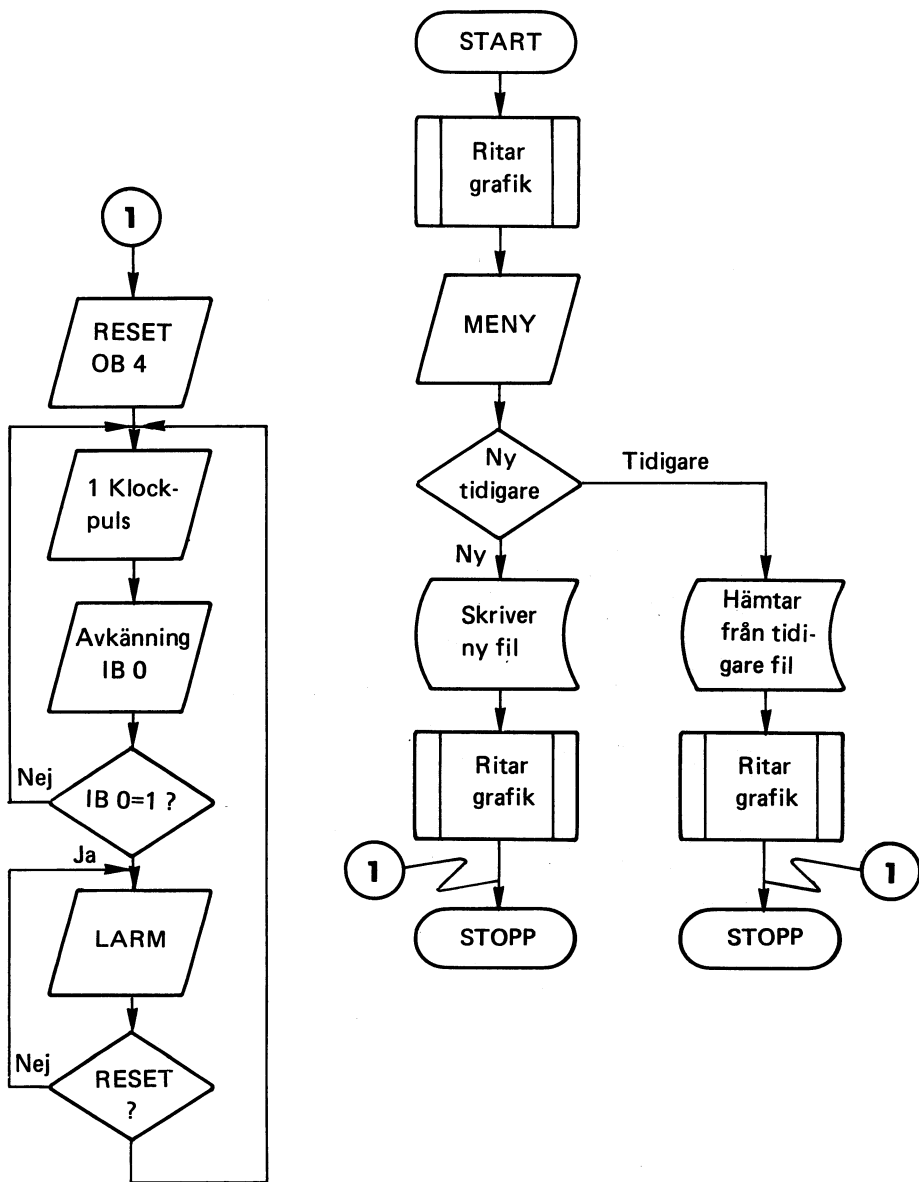 1
RESET
OB 4
1 Klock-
puls
Avkänning
IB 0
Nej
IB 0=1 ?
Ja
LARM
Nej
RESET
?
START
Ritar
grafik
MENY
Ny
tidigare
Tidigare
Ny
Skriver
ny fil
Hämtar
från tidi-
gare fil
Ritar
grafik
Ritar
grafik
1
1
STOPP
STOPP